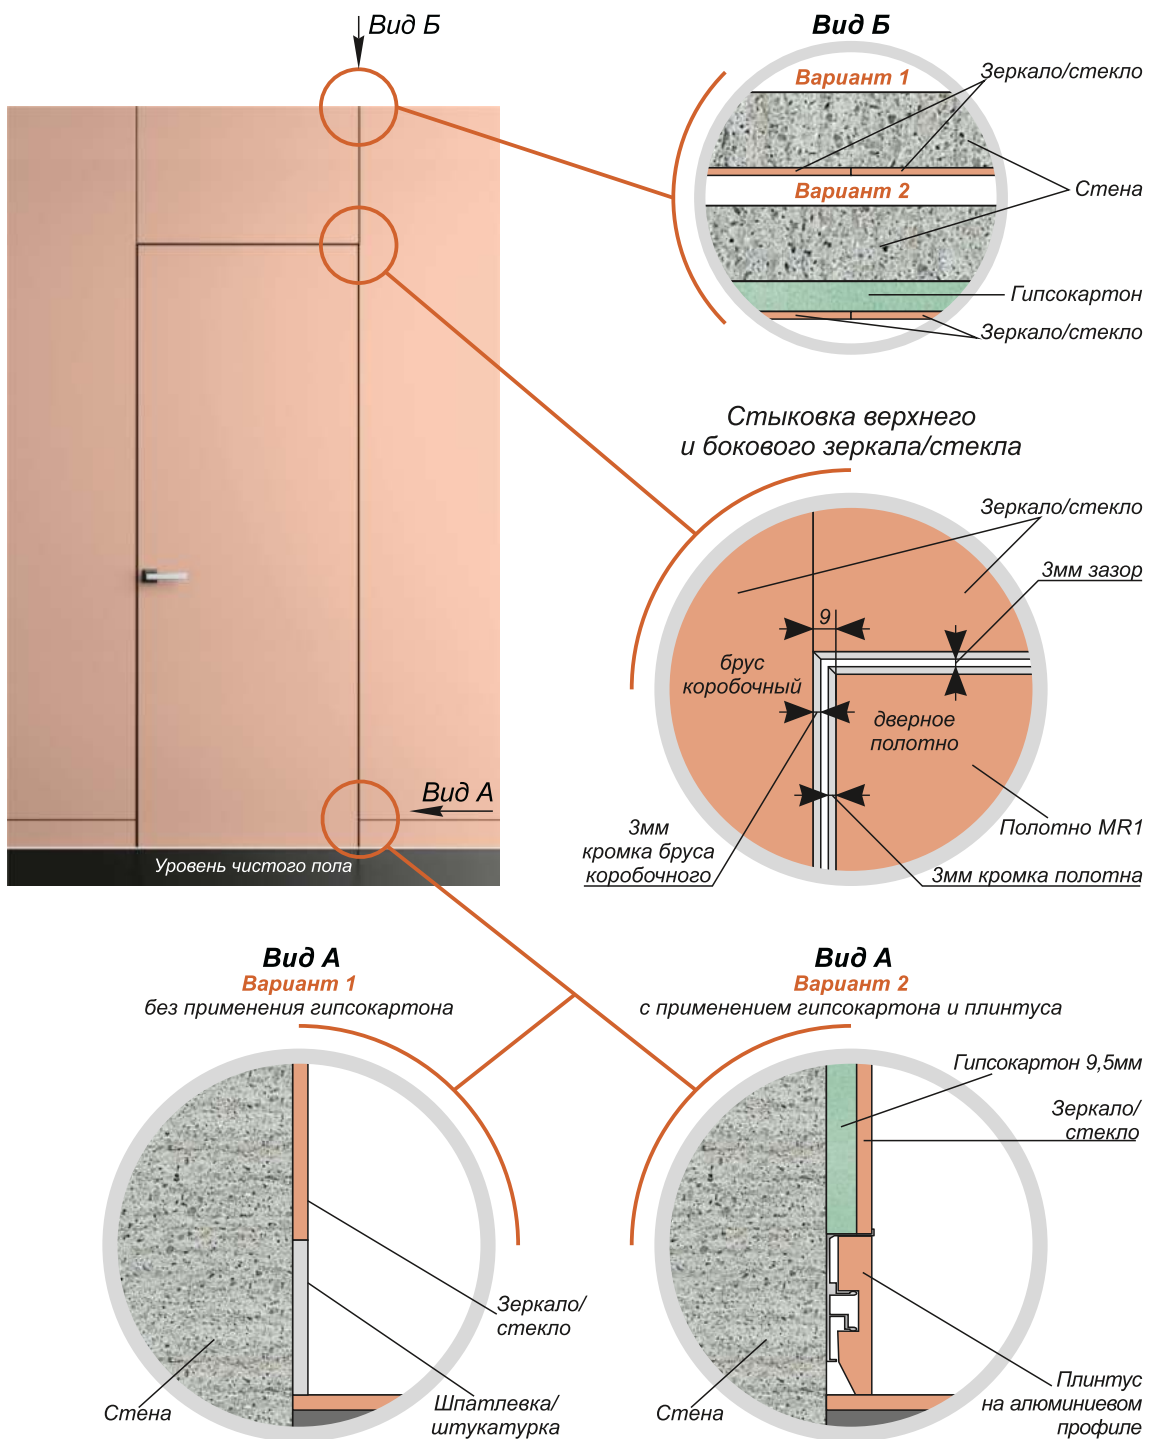 Вид Б
Вид Б
Вариант 1
Зеркало/стекло
Вариант 2
Стена
Гипсокартон
Зеркало/стекло
Стыковка верхнего
и бокового зеркала/стекла
Зеркало/стекло
3мм зазор
9
брус
коробочный
дверное
полотно
Вид А
Полотно MR1
3мм
кромка бруса
коробочного
3мм кромка полотна
Уровень чистого пола
Вид А
Вариант 1
без применения гипсокартона
Вид А
Вариант 2
с применением гипсокартона и плинтуса
Гипсокартон 9,5мм
Зеркало/
стекло
Зеркало/
стекло
Стена
Шпатлевка/
штукатурка
Стена
Плинтус
на алюминиевом
профиле